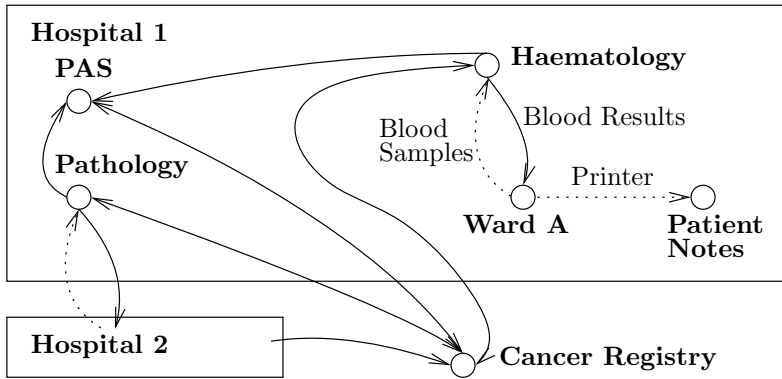 Hospital 1
PAS
Haematology
Blood
Samples
Blood Results
Pathology
Printer
Ward A
Patient
Notes
Hospital 2
Cancer Registry